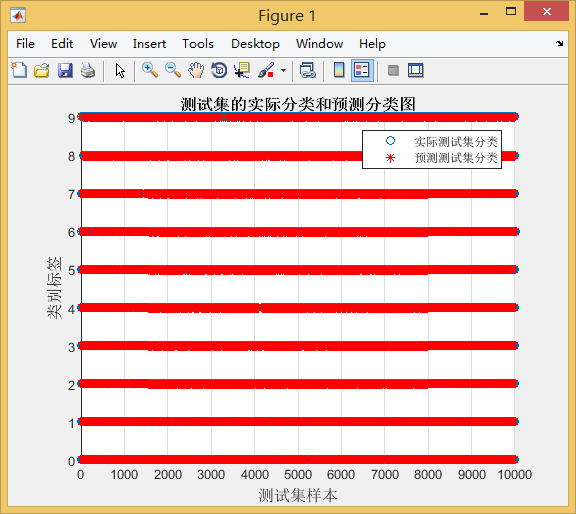 Figure 1
File Edit View Insert Tools Desktop Window Help
测试集的实际分类和预测分类图
实际测试集分类
预测测试集分类
类别标签
9
8
7
6
5
4
3
2
1
0
0 1000 2000 3000 4000 5000 6000 7000 8000 9000 10000
测试集样本